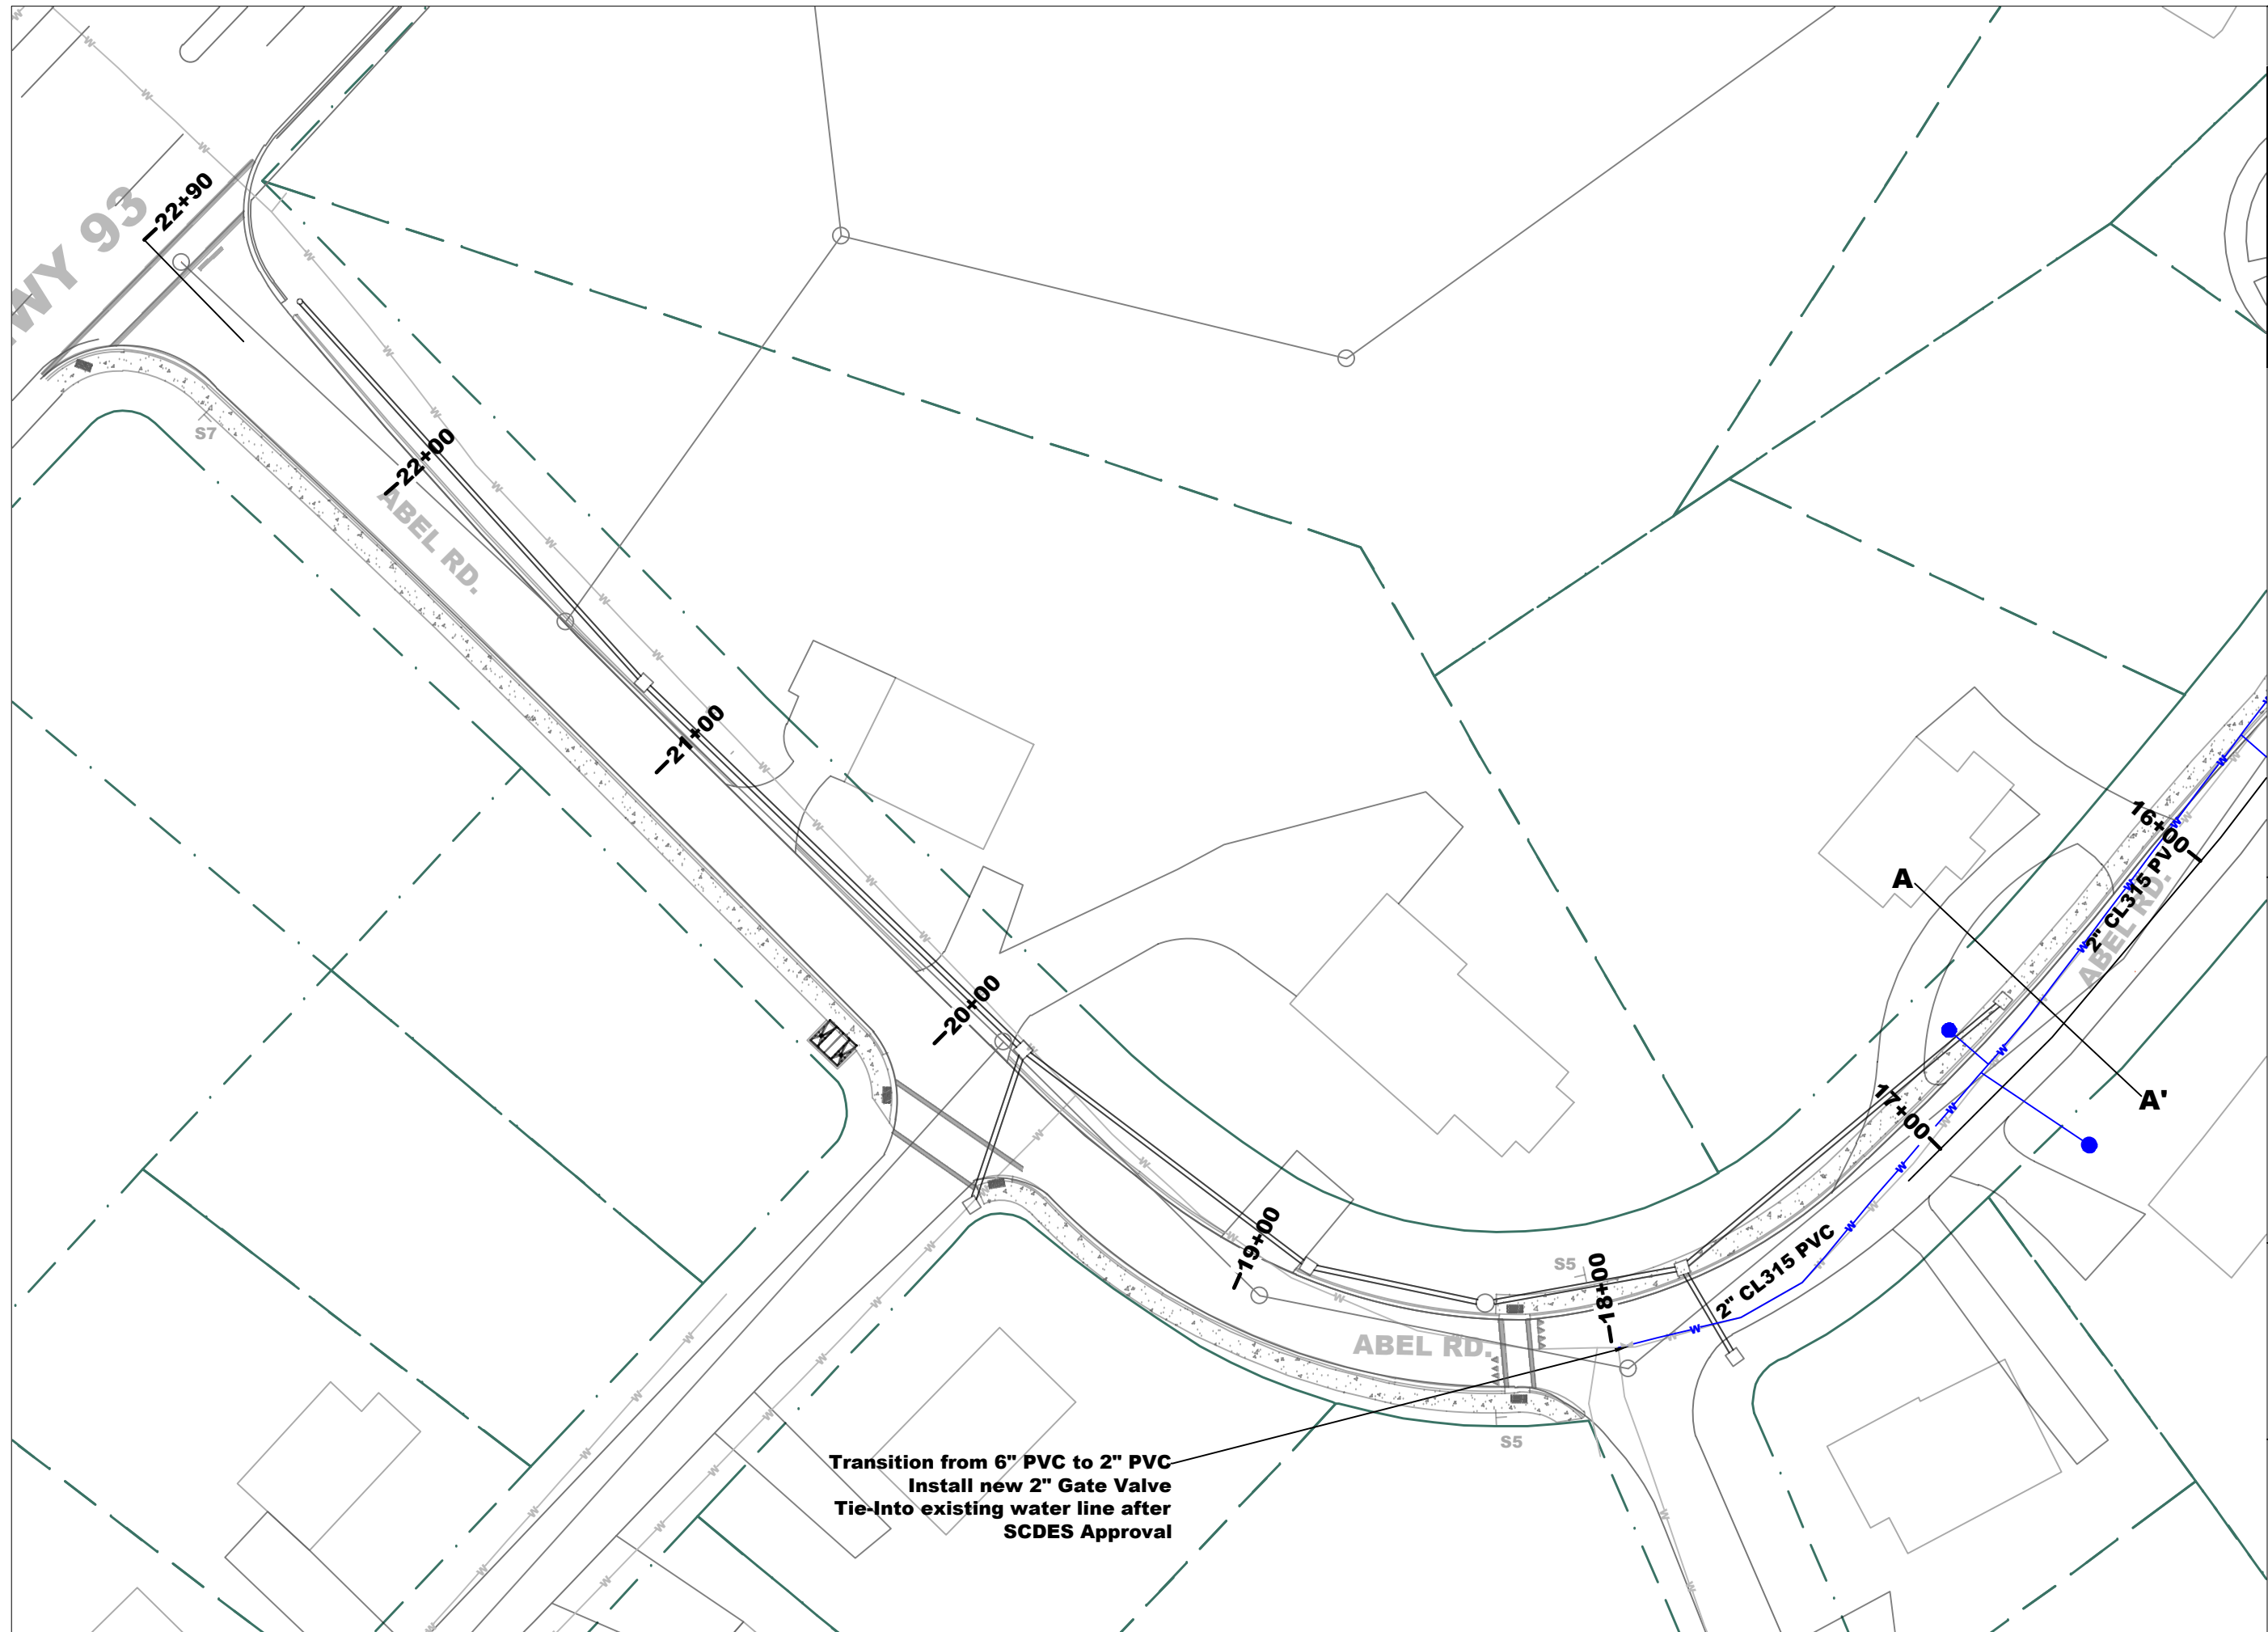 22+90
WY 93
S7
22+00
ABEL RD.
21+00
20+00
19+00
18+00
17+00
16+00
2" CL315 PV
ABEL RD.
A
A'
2" CL315 PVC
S5
ABEL RD.
S5
Transition from 6" PVC to 2" PVC
Install new 2" Gate Valve
Tie-Into existing water line after
SCDES Approval